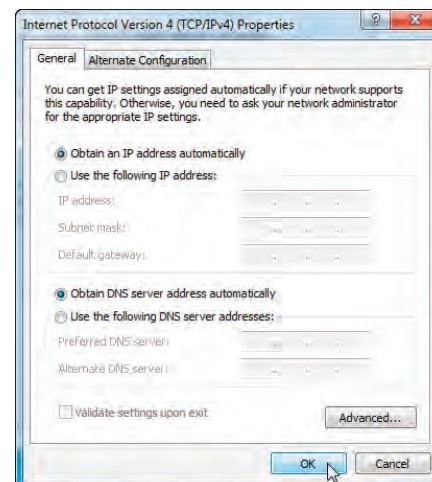 Internet Protocol Version 4 (TCP/IPv4) Properties
General
Alternate Configuration
You can get IP settings assigned automatically if your network supports
this capability. Otherwise, you need to ask your network administrator
for the appropriate IP settings.
Obtain an IP address automatically
Use the following IP address:
IP address:
Subnet mask:
Default gateway:
Obtain DNS server address automatically
Use the following DNS server addresses:
Preferred DNS server:
Alternate DNS server:
Validate settings upon exit
Advanced...
OK
Cancel